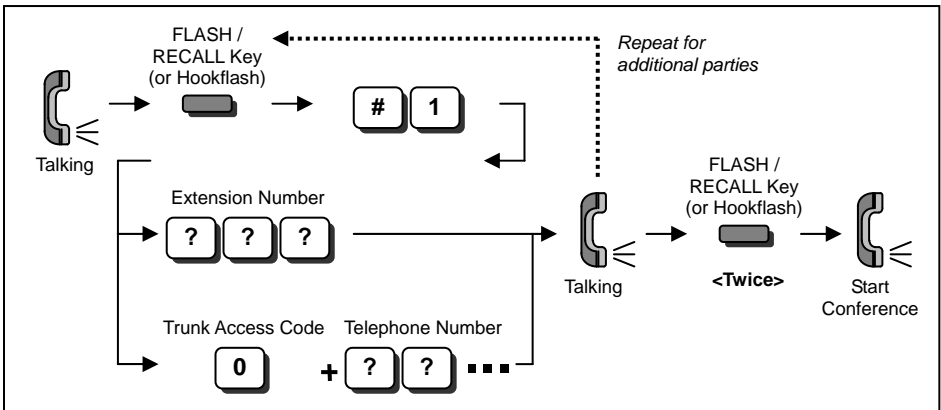 FLASH /
RECALL Key
(or Hookflash)
Repeat for
additional parties
# 1
Talking
Extension Number
? ? ?
Talking
FLASH /
RECALL Key
(or Hookflash)
<Twice>
Start
Conference
Trunk Access Code
Telephone Number
0 + ? ? ...